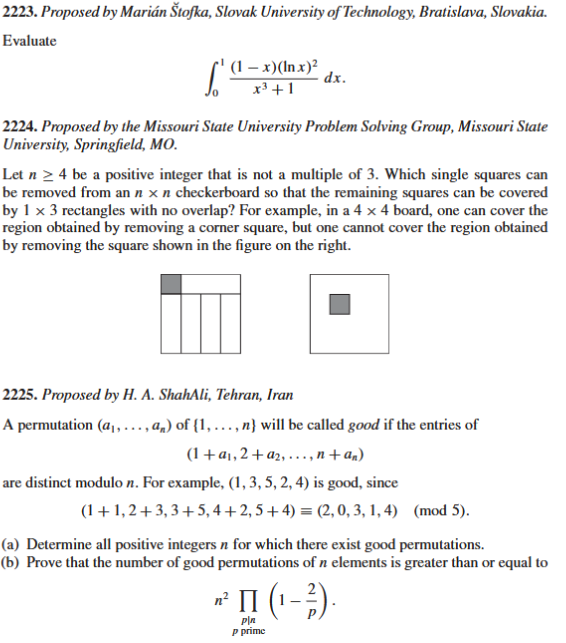 2223. Proposed by Marián Štofka, Slovak University of Technology, Bratislava, Slovakia.
Evaluate
∫₀¹ (1 − x)(ln x)² / (x³ + 1) dx.
2224. Proposed by the Missouri State University Problem Solving Group, Missouri State
University, Springfield, MO.
Let n ≥ 4 be a positive integer that is not a multiple of 3. Which single squares can
be removed from an n × n checkerboard so that the remaining squares can be covered
by 1 × 3 rectangles with no overlap? For example, in a 4 × 4 board, one can cover the
region obtained by removing a corner square, but one cannot cover the region obtained
by removing the square shown in the figure on the right.
2225. Proposed by H. A. ShahAli, Tehran, Iran
A permutation (a₁, . . . , aₙ) of {1, . . . , n} will be called good if the entries of
(1 + a₁, 2 + a₂, . . . , n + aₙ)
are distinct modulo n. For example, (1, 3, 5, 2, 4) is good, since
(1 + 1, 2 + 3, 3 + 5, 4 + 2, 5 + 4) ≡ (2, 0, 3, 1, 4) (mod 5).
(a) Determine all positive integers n for which there exist good permutations.
(b) Prove that the number of good permutations of n elements is greater than or equal to
n² ∏ (1 − 2/p).
p|n
p prime